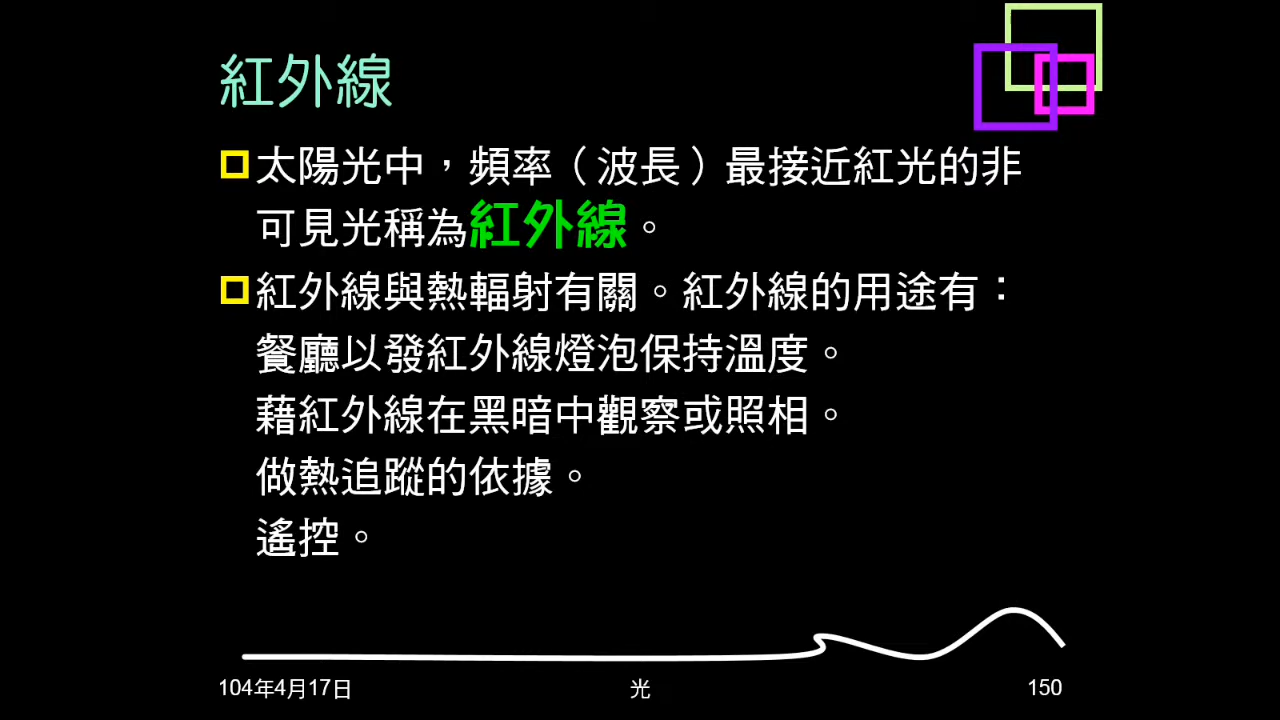 紅外線
太陽光中，頻率（波長）最接近紅光的非
可見光稱為紅外線。
紅外線與熱輻射有關。紅外線的用途有：
餐廳以發紅外線燈泡保持溫度。
藉紅外線在黑暗中觀察或照相。
做熱追蹤的依據。
遙控。
104年4月17日
光
150